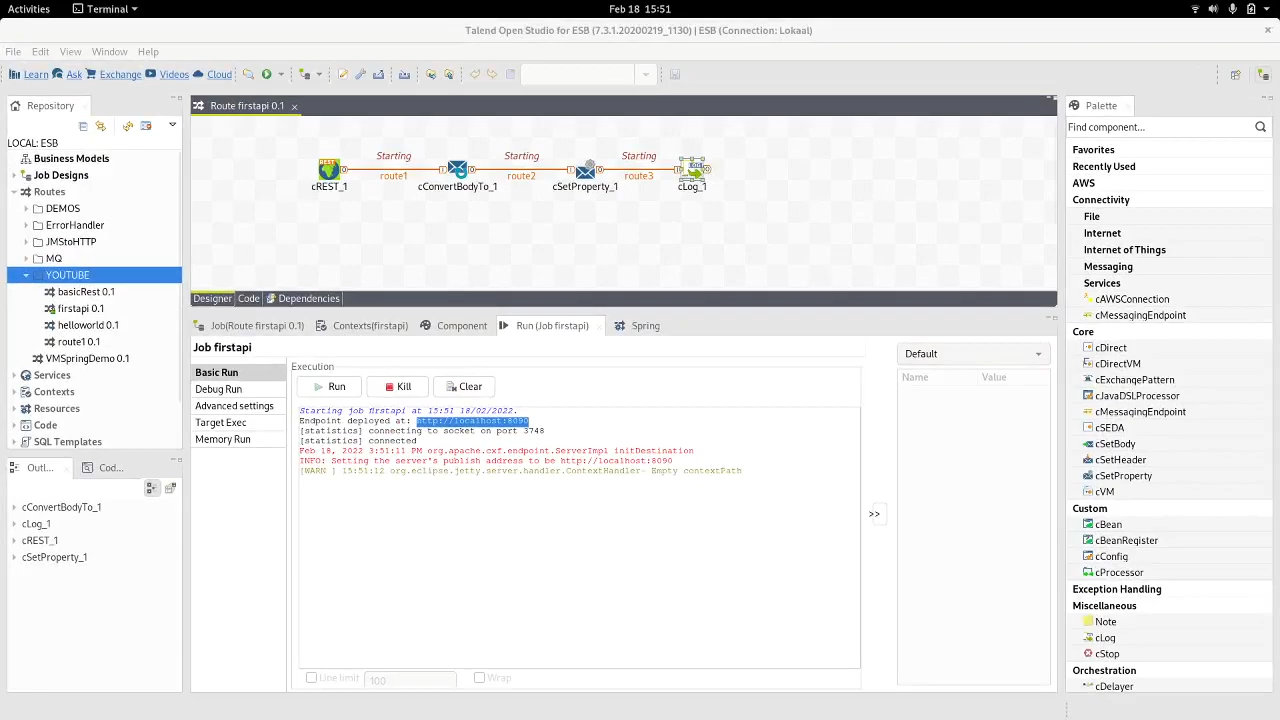 Activities Terminal Feb 18 15:51
Talend Open Studio for ESB (7.3.1.20200219_1130) | ESB (Connection: Lokaal)
File Edit View Window Help
Learn Ask Exchange Videos Cloud
Repository
LOCAL: ESB
Business Models
Job Designs
Routes
DEMOS
ErrorHandler
JMStoHTTP
MQ
YOUTUBE
basicRest 0.1
firstapi 0.1
helloworld 0.1
route1 0.1
VMSpringDemo 0.1
Services
Contexts
Resources
Code
SQL Templates
Outl...
Cod...
cConvertBodyTo_1
cLog_1
cREST_1
cSetProperty_1
Route firstapi 0.1
Starting Starting Starting
route1 route2 route3
cREST_1 cConvertBodyTo_1 cSetProperty_1 cLog_1
Designer Code Dependencies
Job(Route firstapi 0.1) Contexts(firstapi) Component Run (Job firstapi) Spring
Job firstapi
Basic Run
Debug Run
Advanced settings
Target Exec
Memory Run
Execution
Run Kill Clear
Starting job firstapi at 15:51 18/02/2022.
Endpoint deployed at: http://localhost:8090
[statistics] connecting to socket on port 3748
[statistics] connected
Feb 18, 2022 3:51:11 PM org.apache.cxf.endpoint.ServerImpl initDestination
INFO: Setting the server's publish address to be http://localhost:8090
[WARN ] 15:51:12 org.eclipse.jetty.server.handler.ContextHandler- Empty contextPath
Line limit 100 Wrap
>>
Default
Name Value
Palette
Find component...
Favorites
Recently Used
AWS
Connectivity
File
Internet
Internet of Things
Messaging
Services
cAWSConnection
cMessagingEndpoint
Core
cDirect
cDirectVM
cExchangePattern
cJavaDSLProcessor
cMessagingEndpoint
cSEDA
cSetBody
cSetHeader
cSetProperty
cVM
Custom
cBean
cBeanRegister
cConfig
cProcessor
Exception Handling
Miscellaneous
Note
cLog
cStop
Orchestration
cDelayer